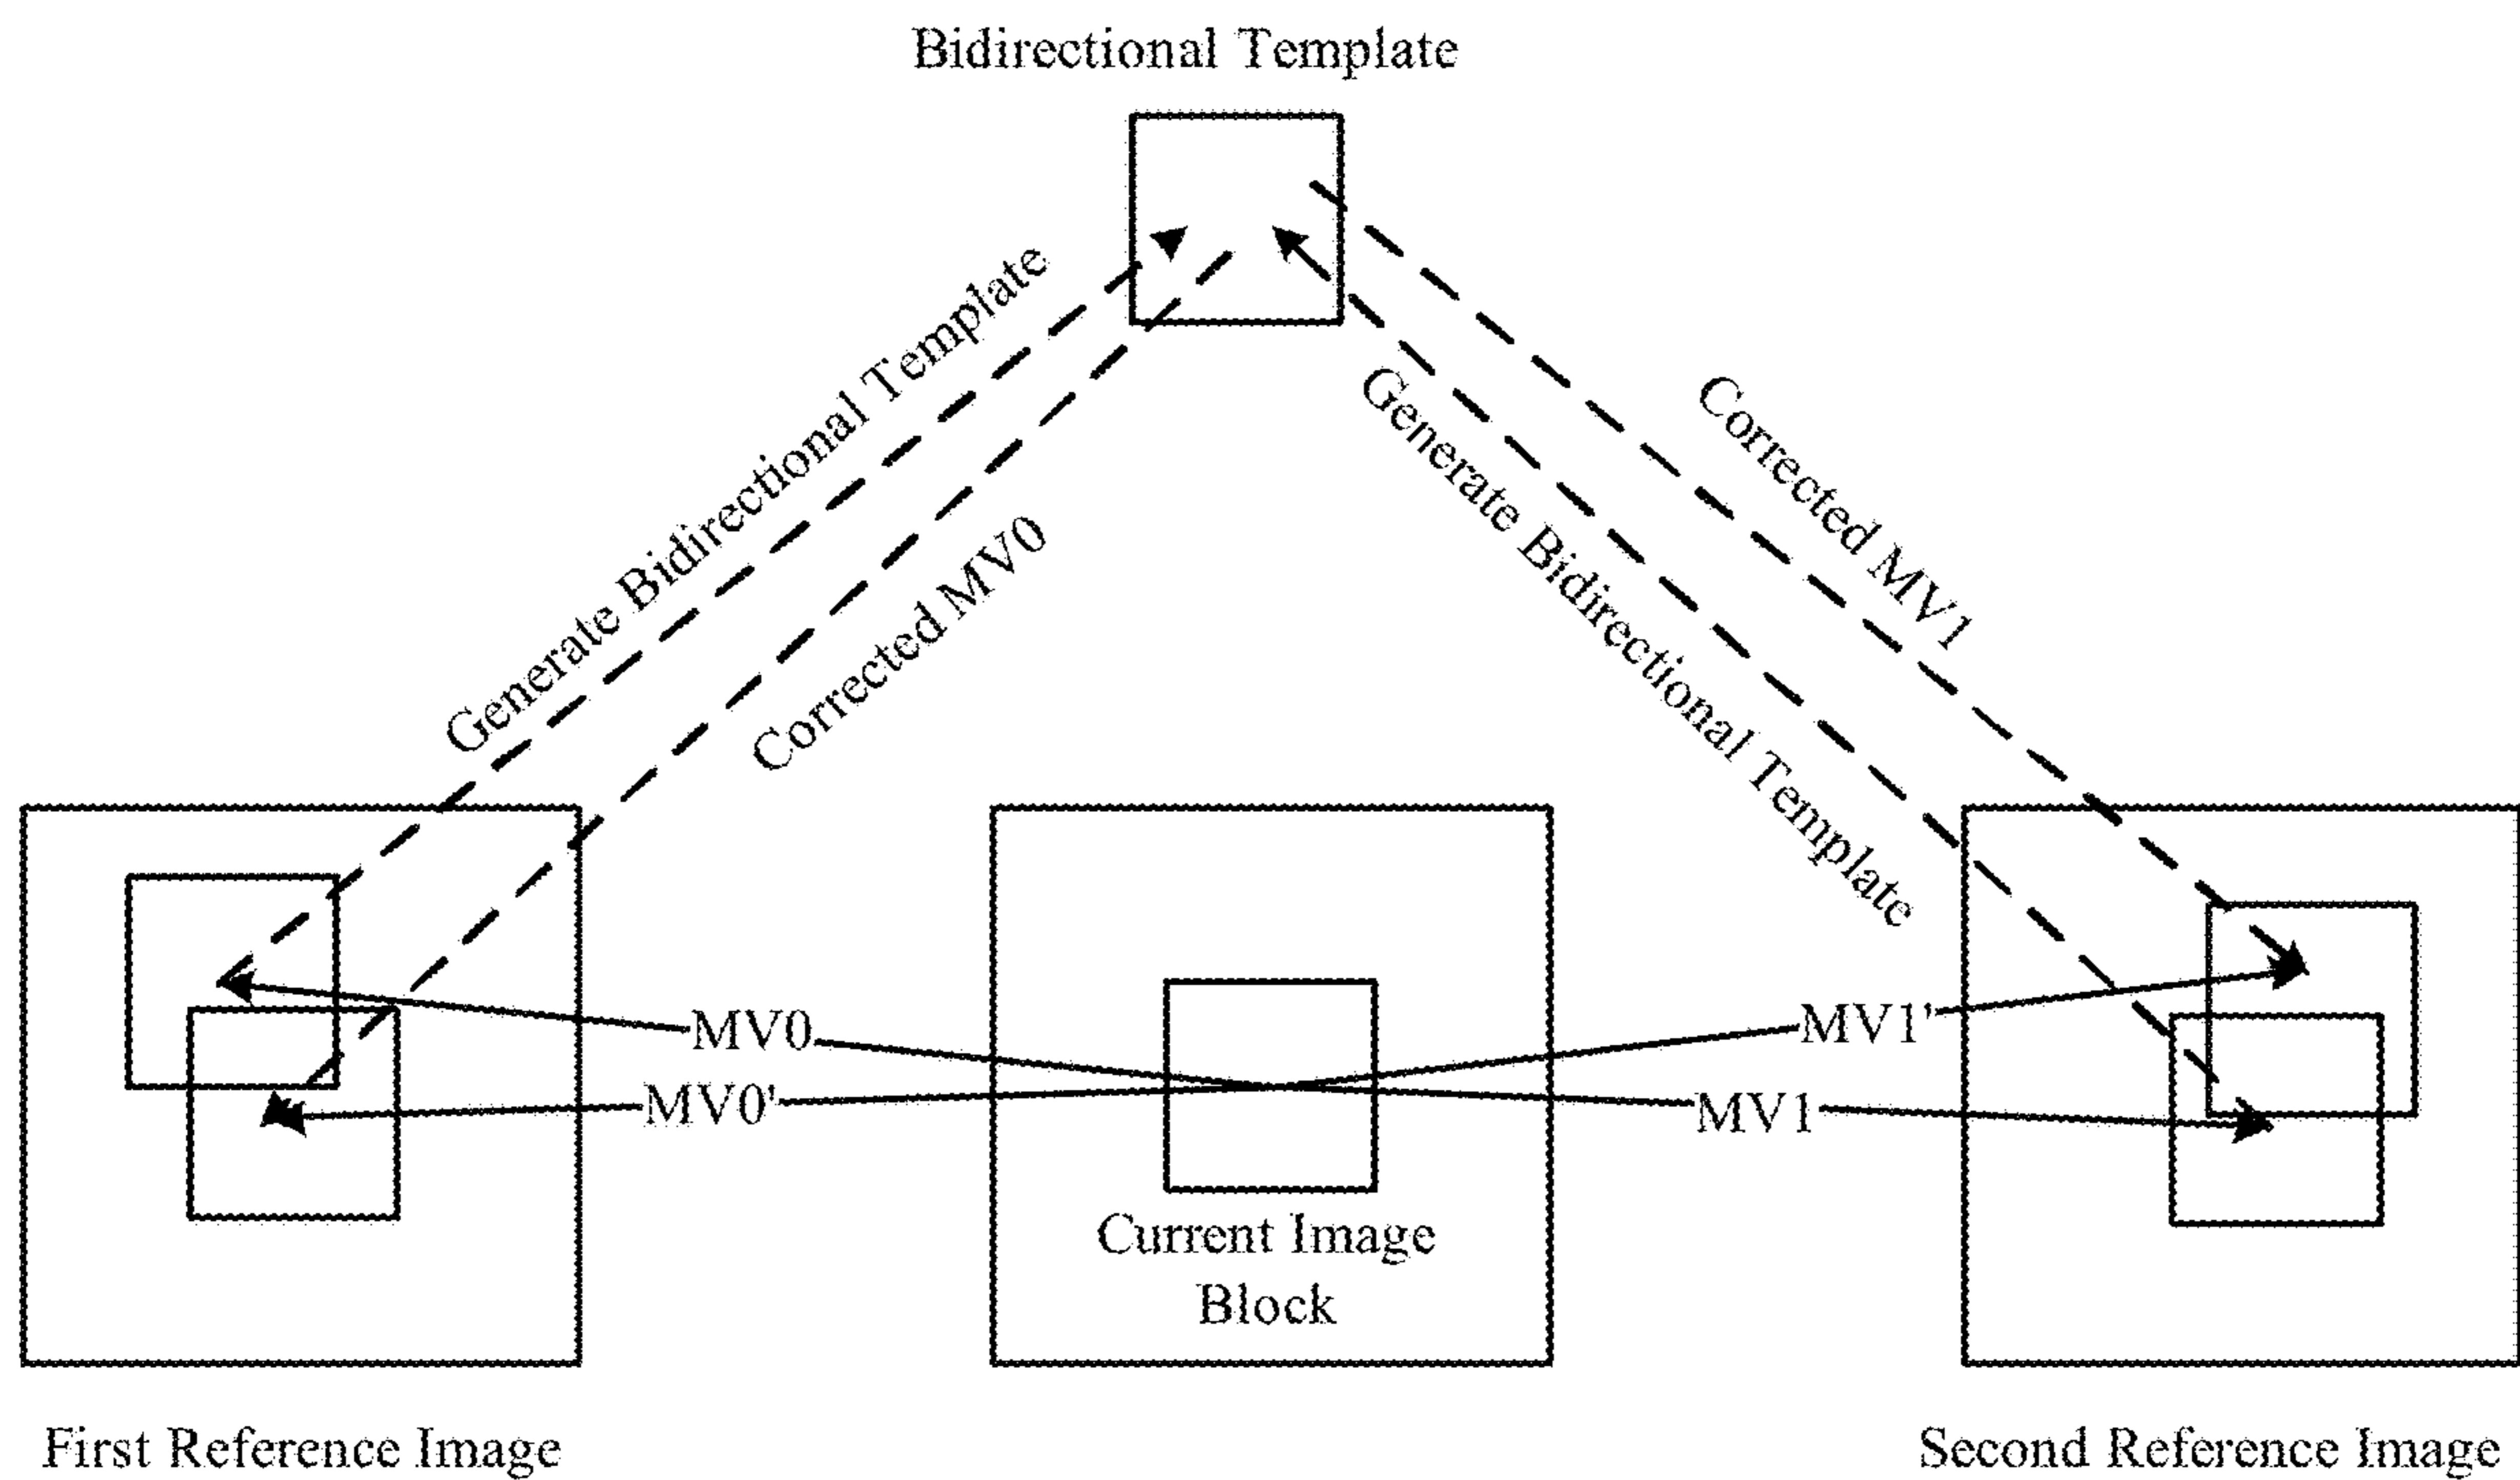 Bidirectional Template
Generate Bidirectional Template
Corrected MV0
Generate Bidirectional Template
Corrected MV1
MV0
MV0'
MV1'
MV1
Current Image
Block
First Reference Image
Second Reference Image